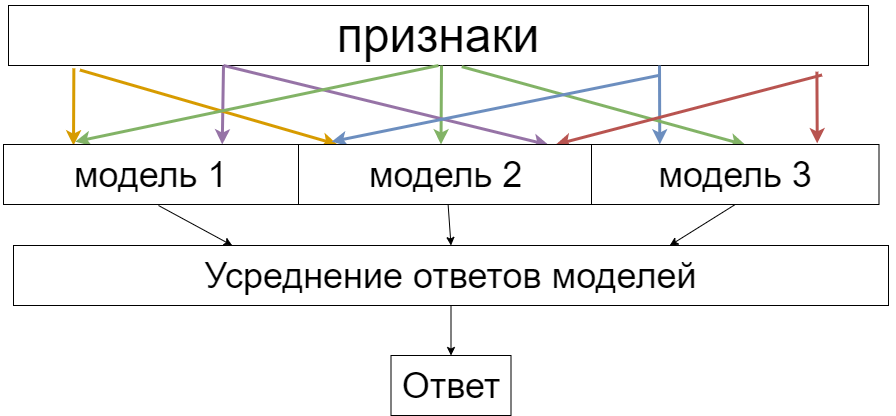 признаки
модель 1
модель 2
модель 3
Усреднение ответов моделей
Ответ